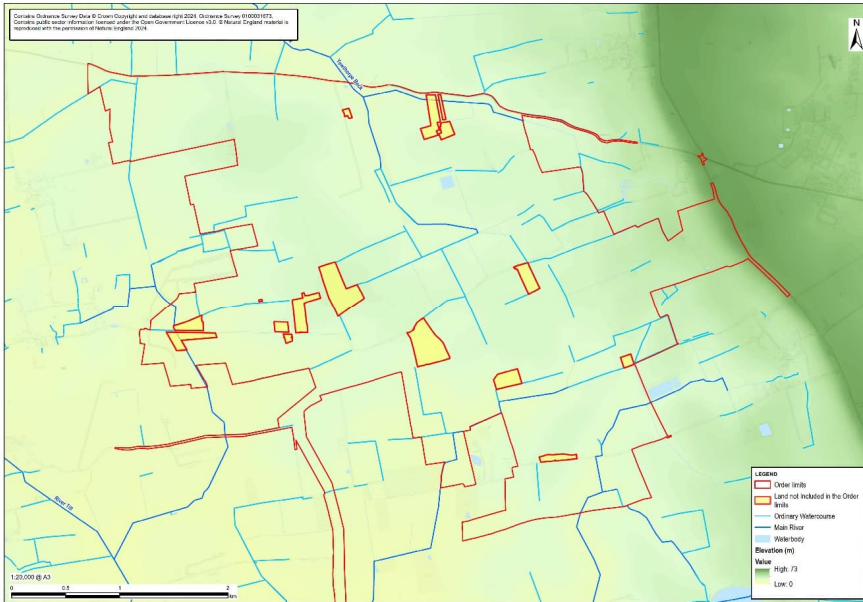 Contains Ordnance Survey Data © Crown Copyright and database right 2024. Ordnance Survey 0100031673.
Contains public sector information licensed under the Open Government Licence v3.0. © Natural England material is
reproduced with the permission of Natural England 2024.
N
Beck
River Till
LEGEND
Order limits
Land not Included in the Order
limits
Ordinary Watercourse
Main River
Waterbody
Elevation (m)
Value
High: 73
Low: 0
1:20,000 @ A3
0 0.5 1 2
km